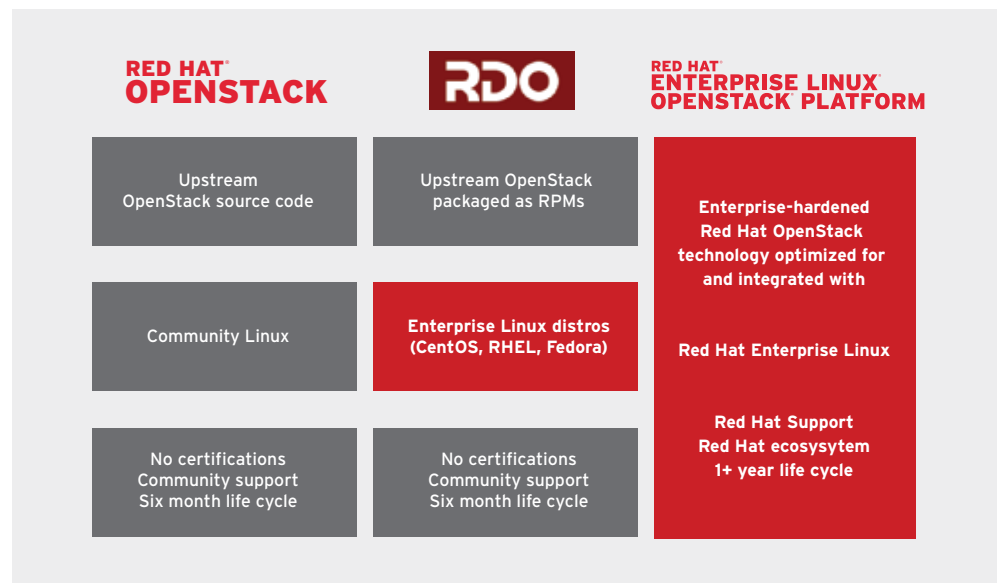 RED HAT®
OPENSTACK
RDO
RED HAT®
ENTERPRISE LINUX®
OPENSTACK® PLATFORM
Upstream
OpenStack source code
Upstream OpenStack
packaged as RPMs
Enterprise-hardened
Red Hat OpenStack
technology optimized for
and integrated with
Red Hat Enterprise Linux
Red Hat Support
Red Hat ecosysytem
1+ year life cycle
Community Linux
Enterprise Linux distros
(CentOS, RHEL, Fedora)
No certifications
Community support
Six month life cycle
No certifications
Community support
Six month life cycle